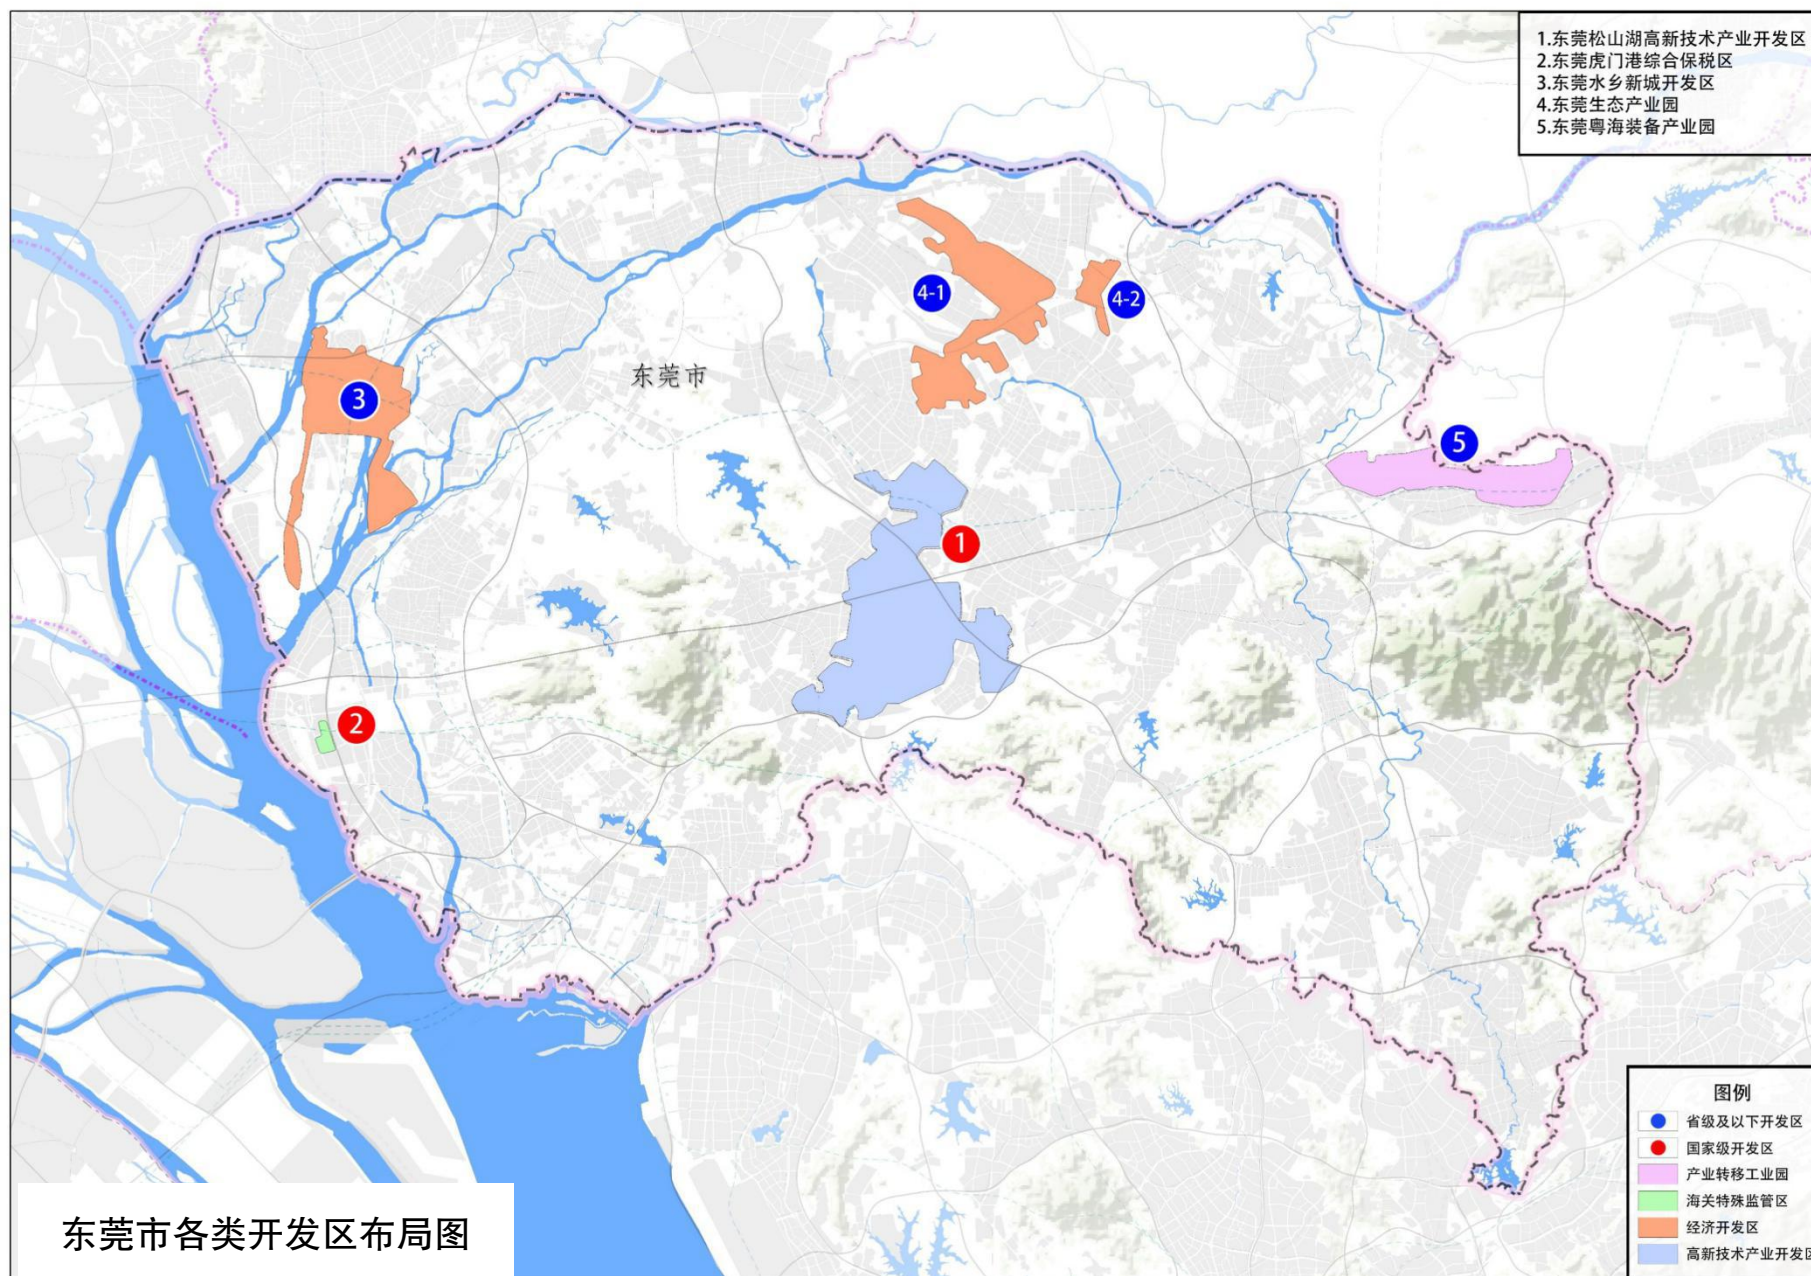 1.东莞松山湖高新技术产业开发区
2.东莞虎门港综合保税区
3.东莞水乡新城开发区
4.东莞生态产业园
5.东莞粤海装备产业园
4-1
4-2
东莞市
3
5
1
2
图例
省级及以下开发区
国家级开发区
产业转移工业园
海关特殊监管区
经济开发区
高新技术产业开发区
东莞市各类开发区布局图